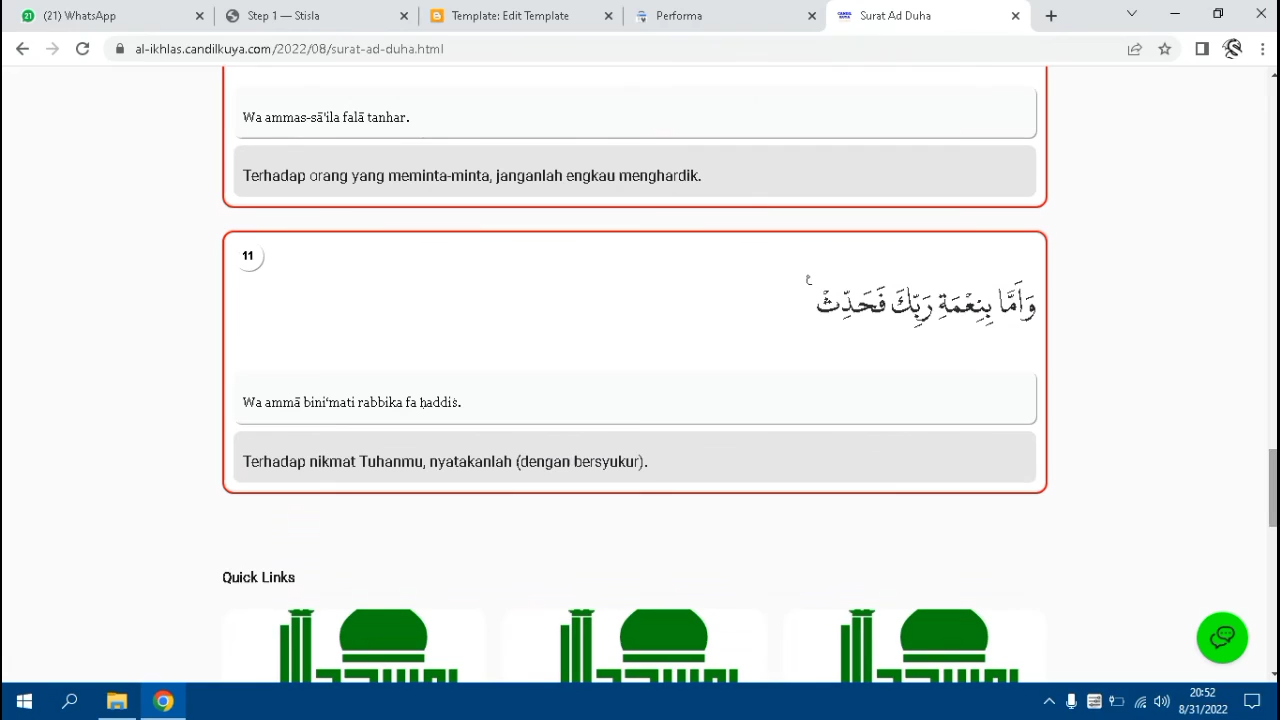 (21) WhatsApp
Step 1 — Stisla
Template: Edit Template
Performa
Surat Ad Duha
al-ikhlas.candilkuya.com/2022/08/surat-ad-duha.html
Wa ammas-sā'ila falā tanhar.
Terhadap orang yang meminta-minta, janganlah engkau menghardik.
11
وَاَمَّا بِنِعْمَةِ رَبِّكَ فَحَدِّثْ ࣖ
Wa ammā bini‘mati rabbika fa ḥaddiṡ.
Terhadap nikmat Tuhanmu, nyatakanlah (dengan bersyukur).
Quick Links
20:52
8/31/2022